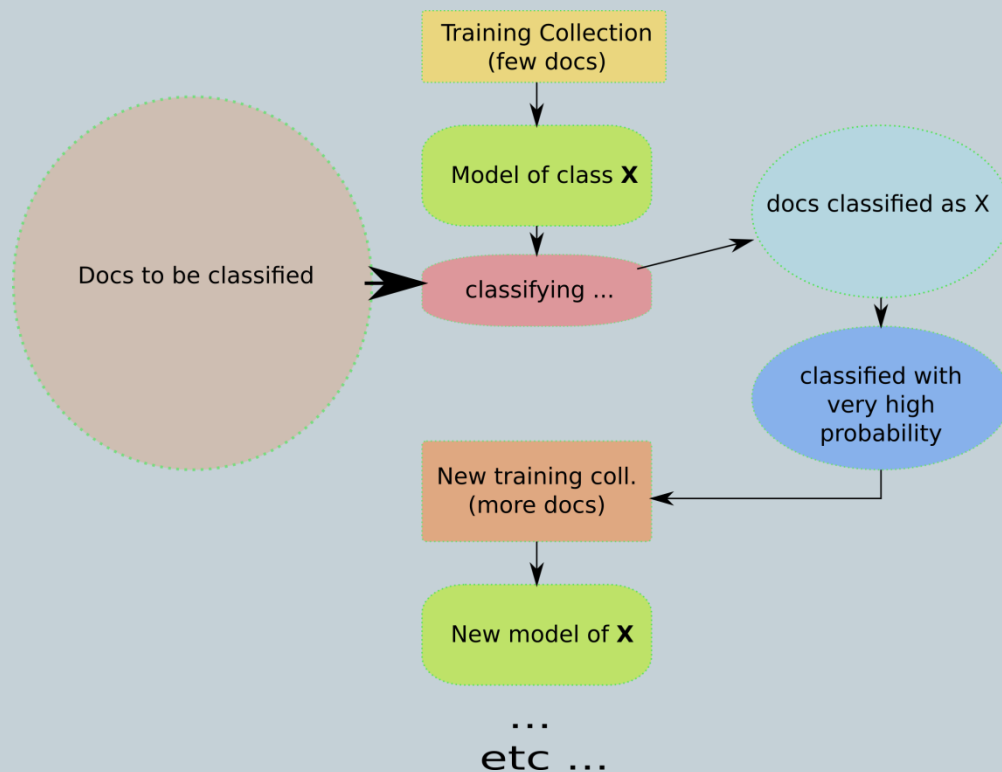 Training Collection
(few docs)
Model of class X
docs classified as X
Docs to be classified
classifying ...
classified with
very high
probability
New training coll.
(more docs)
New model of X
...
etc ...